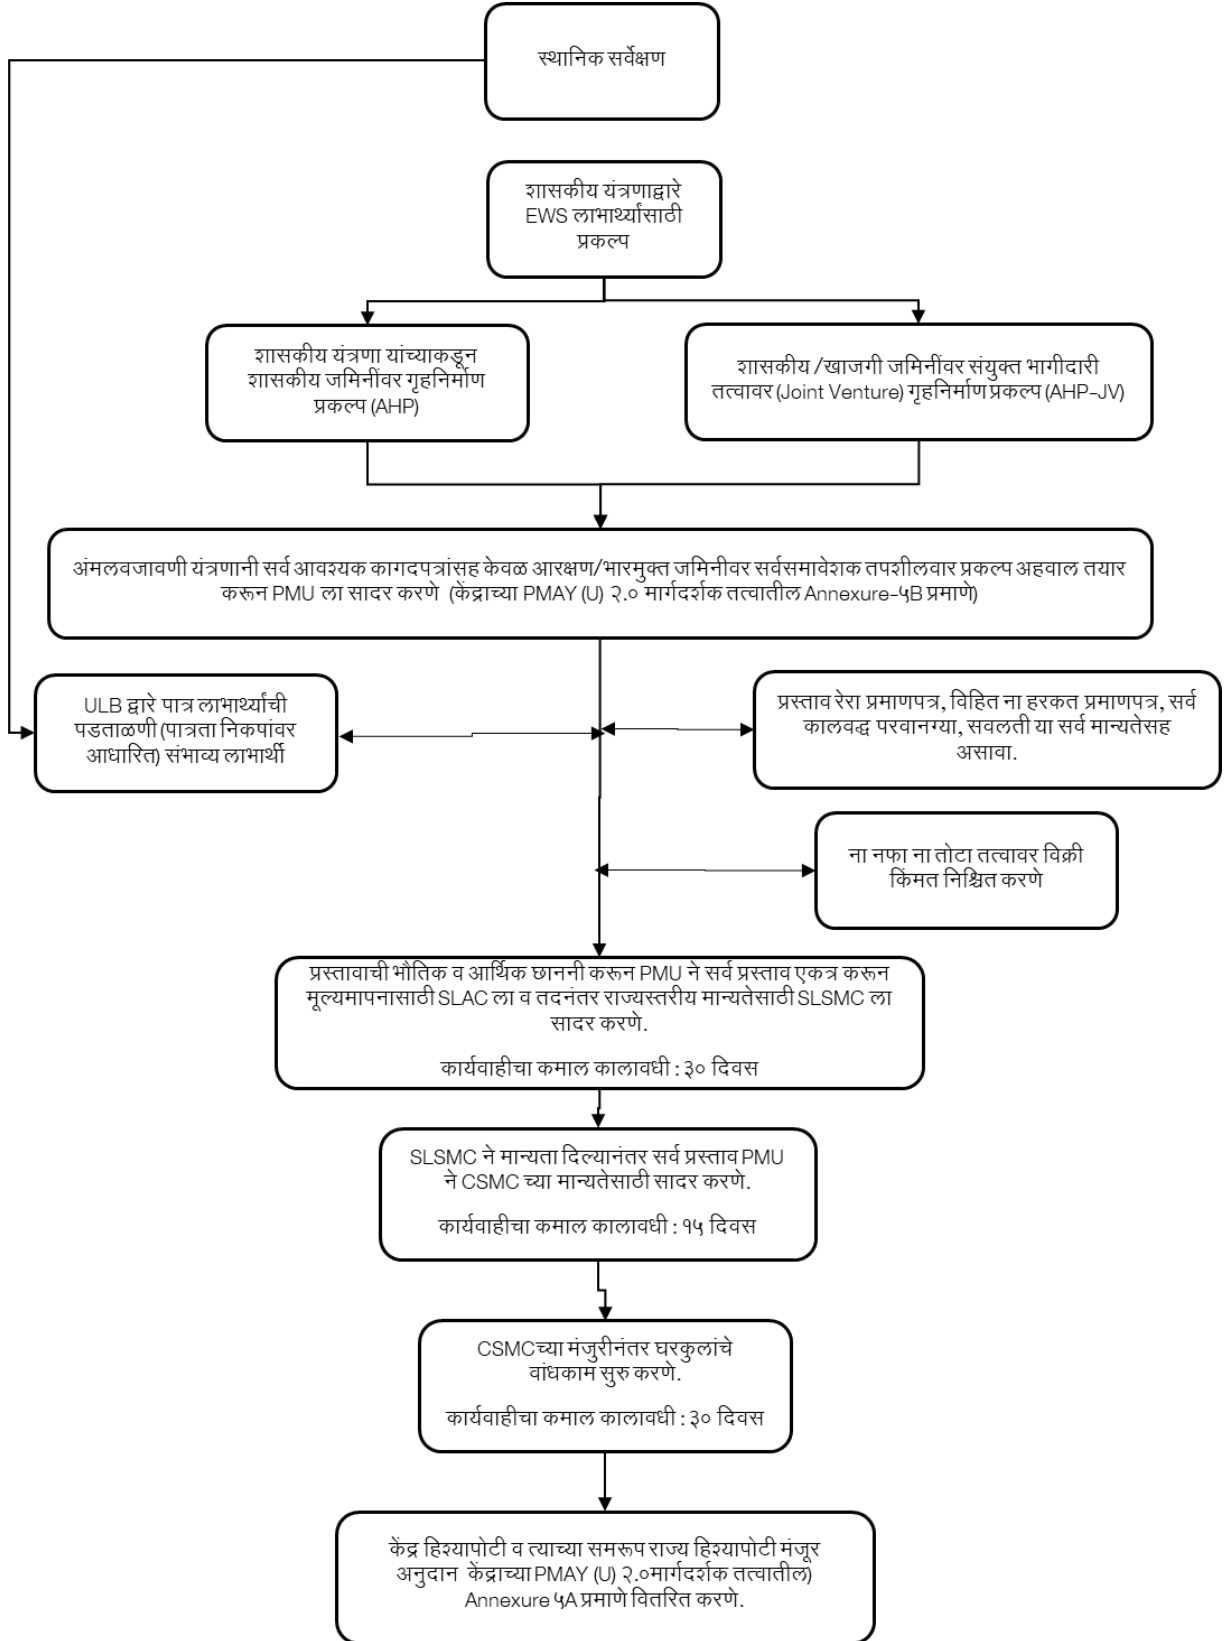 स्थानिक सर्वेक्षण
शासकीय यंत्रणाद्वारे
EWS लाभार्थ्यांसाठी
प्रकल्प
शासकीय यंत्रणा यांच्याकडून
शासकीय जमिनींवर गृहनिर्माण
प्रकल्प (AHP)
शासकीय /खाजगी जमिनींवर संयुक्त भागीदारी
तत्वावर (Joint Venture) गृहनिर्माण प्रकल्प (AHP-JV)
अंमलवजावणी यंत्रणानी सर्व आवश्यक कागदपत्रांसह केवळ आरक्षण/भारमुक्त जमिनीवर सर्वसमावेशक तपशीलवार प्रकल्प अहवाल तयार
करून PMU ला सादर करणे (केंद्राच्या PMAY (U) २.० मार्गदर्शक तत्वातील Annexure-५B प्रमाणे)
ULB द्वारे पात्र लाभार्थ्यांची
पडताळणी (पात्रता निकषांवर
आधारित) संभाव्य लाभार्थी
प्रस्ताव रेरा प्रमाणपत्र, विहित ना हरकत प्रमाणपत्र, सर्व
कालवद्ध परवानग्या, सवलती या सर्व मान्यतेसह
असावा.
ना नफा ना तोटा तत्वावर विक्री
किंमत निश्चित करणे
प्रस्तावाची भौतिक व आर्थिक छाननी करून PMU ने सर्व प्रस्ताव एकत्र करून
मूल्यमापनासाठी SLAC ला व तदनंतर राज्यस्तरीय मान्यतेसाठी SLSMC ला
सादर करणे.
कार्यवाहीचा कमाल कालावधी : ३० दिवस
SLSMC ने मान्यता दिल्यानंतर सर्व प्रस्ताव PMU
ने CSMC च्या मान्यतेसाठी सादर करणे.
कार्यवाहीचा कमाल कालावधी : १५ दिवस
CSMCच्या मंजुरीनंतर घरकुलांचे
वांधकाम सुरु करणे.
कार्यवाहीचा कमाल कालावधी : ३० दिवस
केंद्र हिश्यापोटी व त्याच्या समरूप राज्य हिश्यापोटी मंजूर
अनुदान केंद्राच्या PMAY (U) २.०मार्गदर्शक तत्वातील)
Annexure ५A प्रमाणे वितरित करणे.